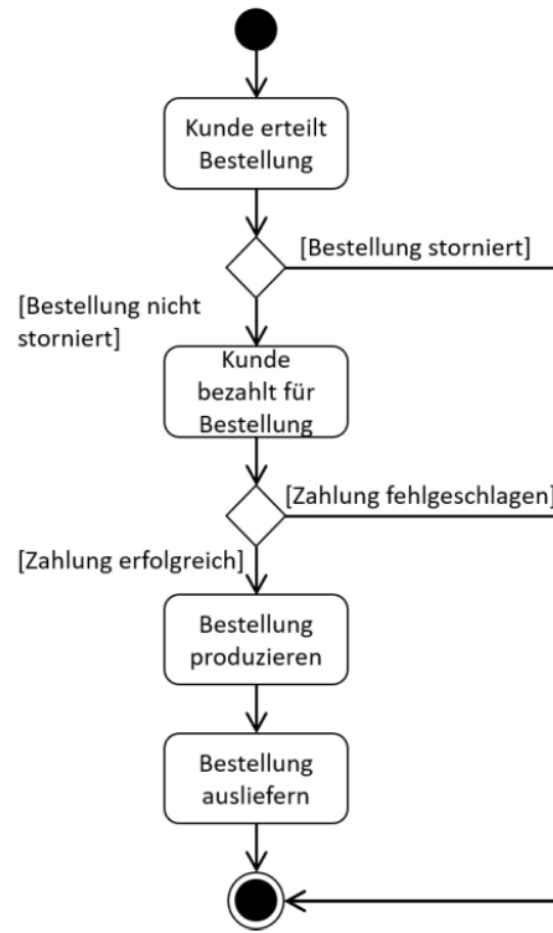 Kunde erteilt
Bestellung
[Bestellung storniert]
[Bestellung nicht
storniert]
Kunde
bezahlt für
Bestellung
[Zahlung fehlgeschlagen]
[Zahlung erfolgreich]
Bestellung
produzieren
Bestellung
ausliefern